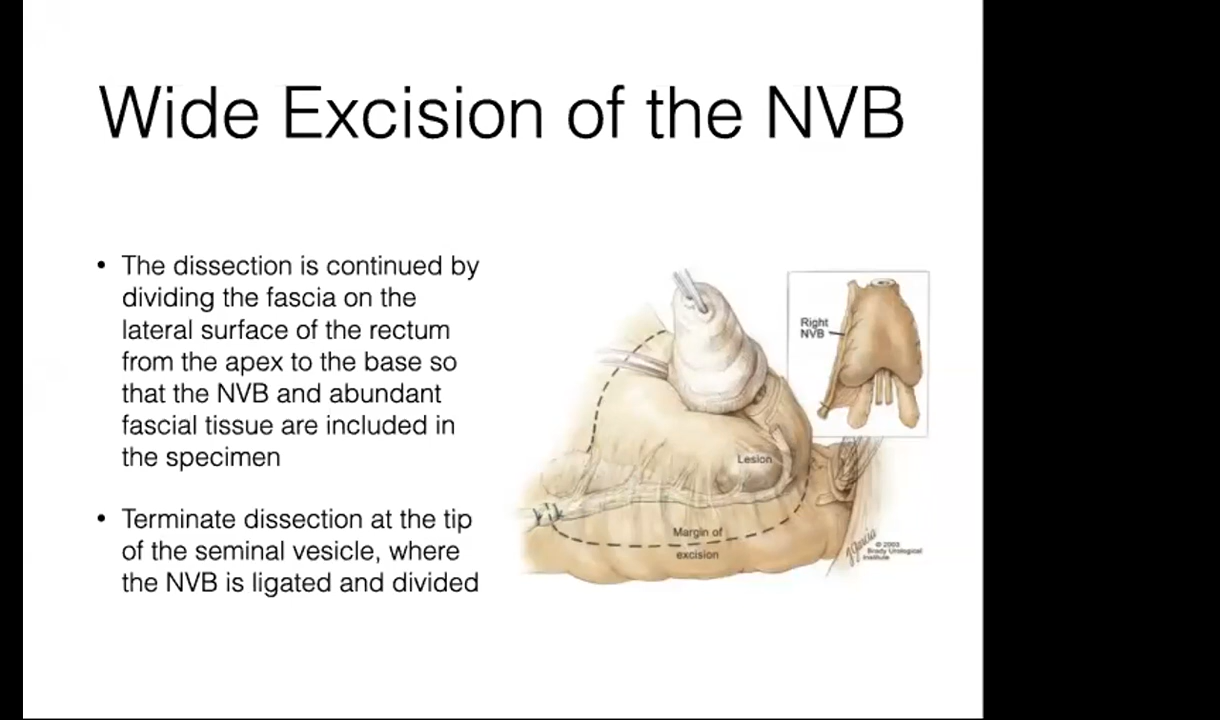 Wide Excision of the NVB
• The dissection is continued by
dividing the fascia on the
lateral surface of the rectum
from the apex to the base so
that the NVB and abundant
fascial tissue are included in
the specimen
• Terminate dissection at the tip
of the seminal vesicle, where
the NVB is ligated and divided
Right
NVB
Lesion
Margin of
excision
JGarcia
© 2003
Brady Urological
Institute